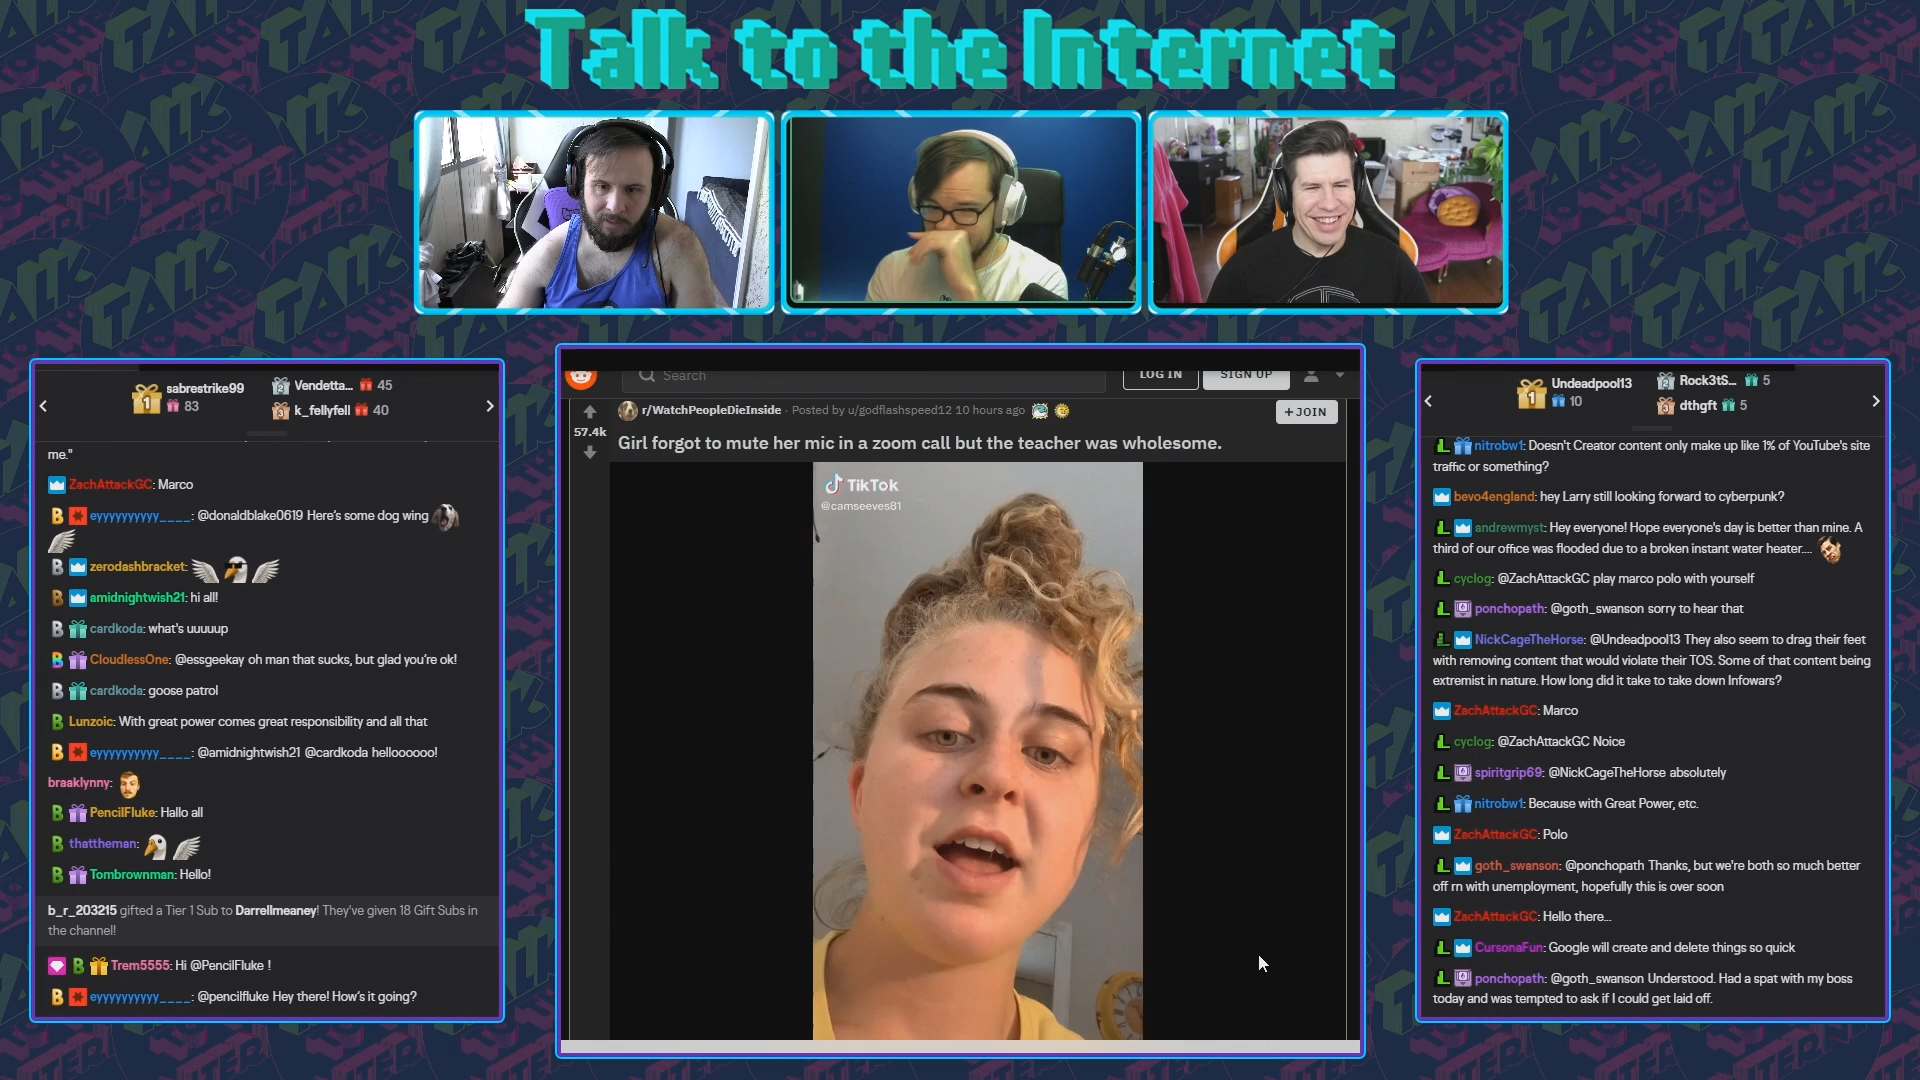 Talk to the Internet
sabrestrike99
83
Vendetta... 45
k_fellyfell 40
me."
ZachAttackGC: Marco
eyyyyyyyyyy____: @donaldblake0619 Here's some dog wing
zerodashbracket:
amidnightwish21: hi all!
cardkoda: what's uuuuup
CloudlessOne: @essgeekay oh man that sucks, but glad you're ok!
cardkoda: goose patrol
Lunzoic: With great power comes great responsibility and all that
eyyyyyyyyyy____: @amidnightwish21 @cardkoda helloooooo!
braaklynny:
PencilFluke: Hallo all
thattheman:
Tombrownman: Hello!
b_r_203215 gifted a Tier 1 Sub to Darrellmeaney! They've given 18 Gift Subs in
the channel!
Trem5555: Hi @PencilFluke !
eyyyyyyyyyy____: @pencilfluke Hey there! How's it going?
Search
LOG IN
SIGN UP
r/WatchPeopleDieInside · Posted by u/godflashspeed12 10 hours ago
+ JOIN
57.4k
Girl forgot to mute her mic in a zoom call but the teacher was wholesome.
TikTok
@camseeves81
Undeadpool13
10
Rock3tS... 5
dthgft 5
nitrobw1: Doesn't Creator content only make up like 1% of YouTube's site
traffic or something?
bevo4england: hey Larry still looking forward to cyberpunk?
andrewmyst: Hey everyone! Hope everyone's day is better than mine. A
third of our office was flooded due to a broken instant water heater....
cyclog: @ZachAttackGC play marco polo with yourself
ponchopath: @goth_swanson sorry to hear that
NickCageTheHorse: @Undeadpool13 They also seem to drag their feet
with removing content that would violate their TOS. Some of that content being
extremist in nature. How long did it take to take down Infowars?
ZachAttackGC: Marco
cyclog: @ZachAttackGC Noice
spiritgrip69: @NickCageTheHorse absolutely
nitrobw1: Because with Great Power, etc.
ZachAttackGC: Polo
goth_swanson: @ponchopath Thanks, but we're both so much better
off rn with unemployment, hopefully this is over soon
ZachAttackGC: Hello there...
CursonaFun: Google will create and delete things so quick
ponchopath: @goth_swanson Understood. Had a spat with my boss
today and was tempted to ask if I could get laid off.